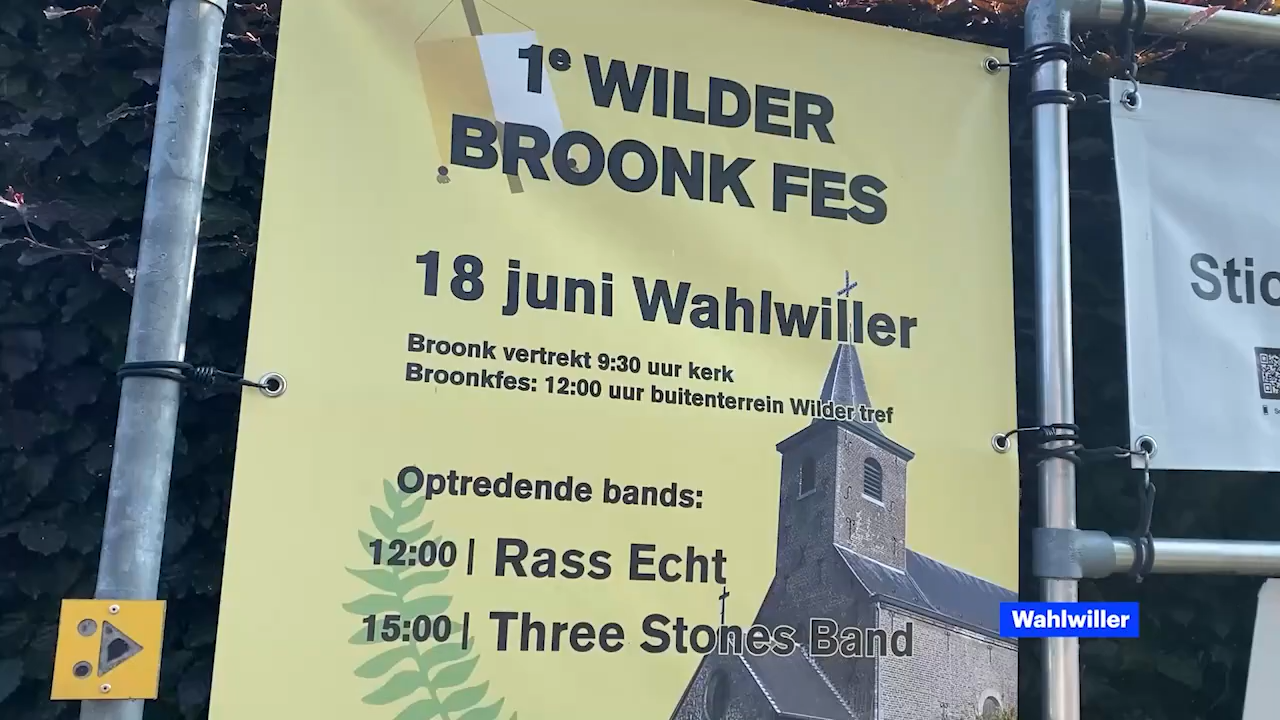 1e WILDER
BROONK FES
18 juni Wahlwiller
Broonk vertrekt 9:30 uur kerk
Broonkfes: 12:00 uur buitenterrein Wilder tref
Optredende bands:
12:00 | Rass Echt
15:00 | Three Stones Band
Stic
Wahlwiller